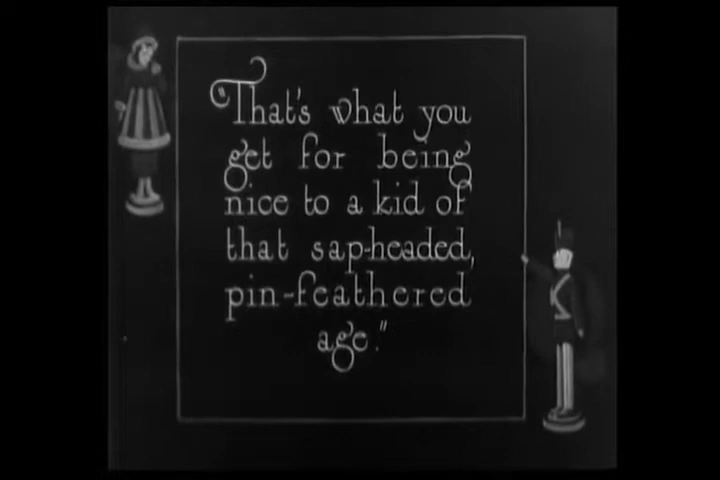 "That's what you
get for being
nice to a kid of
that sap-headed,
pin-feathered
age."